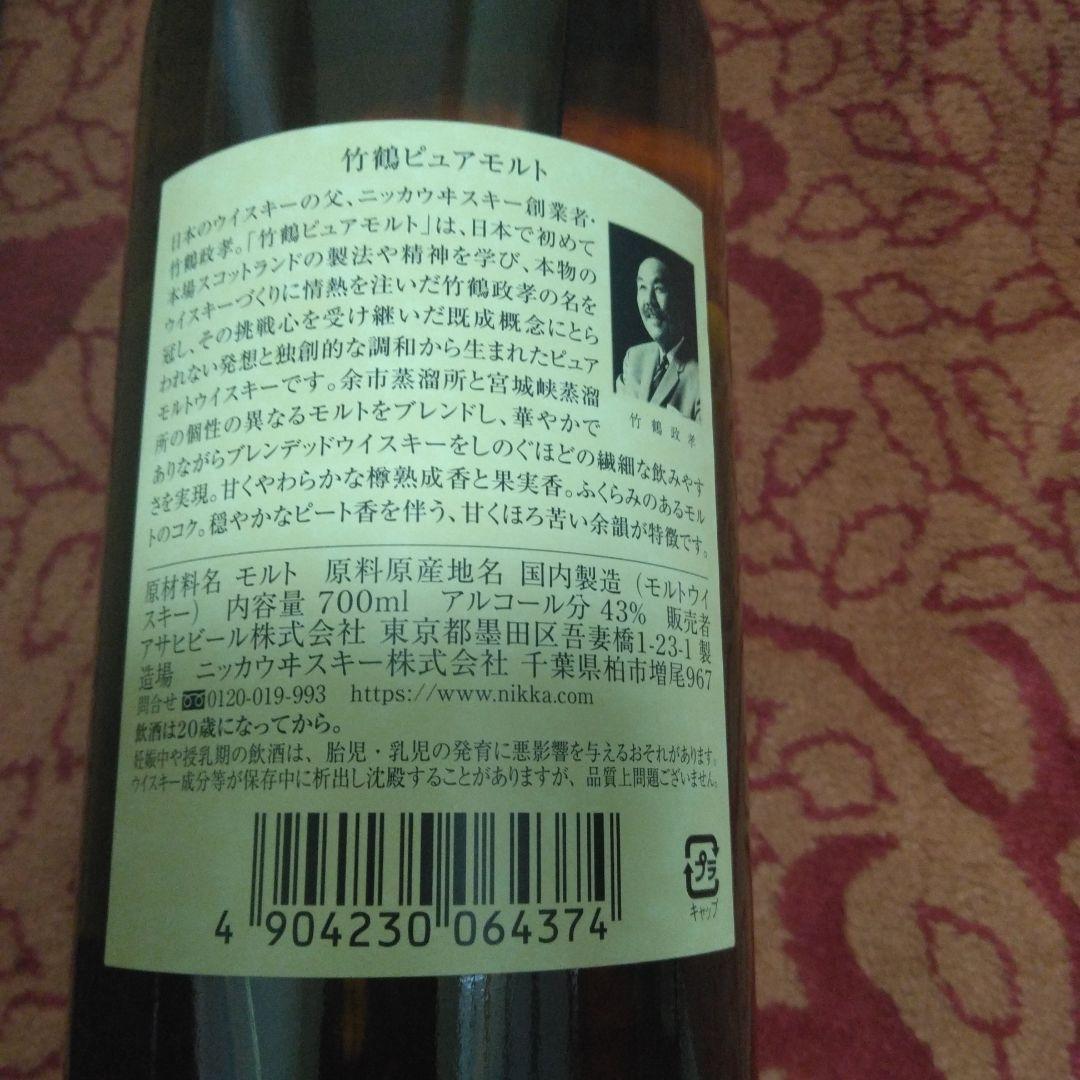 竹鶴ピュアモルト
日本のウイスキーの父、ニッカウヰスキー創業者・
竹鶴政孝。「竹鶴ピュアモルト」は、日本で初めて
本場スコットランドの製法や精神を学び、本物の
ウイスキーづくりに情熱を注いだ竹鶴政孝の名を
冠し、その挑戦心を受け継いだ既成概念にとら
われない発想と独創的な調和から生まれたピュア
モルトウイスキーです。余市蒸溜所と宮城峡蒸溜
所の個性の異なるモルトをブレンドし、華やかで
ありながらブレンデッドウイスキーをしのぐほどの繊細な飲みやす
さを実現。甘くやわらかな樽熟成香と果実香。ふくらみのあるモル
トのコク。穏やかなピート香を伴う、甘くほろ苦い余韻が特徴です。
竹鶴政孝
原材料名 モルト 原料原産地名 国内製造（モルトウイ
スキー） 内容量 700ml アルコール分 43% 販売者
アサヒビール株式会社 東京都墨田区吾妻橋1-23-1 製
造場 ニッカウヰスキー株式会社 千葉県柏市増尾967
問合せ 0120-019-993 https://www.nikka.com
飲酒は20歳になってから。
妊娠中や授乳期の飲酒は、胎児・乳児の発育に悪影響を与えるおそれがあります。
ウイスキー成分等が保存中に析出し沈殿することがありますが、品質上問題ございません。
プラ
キャップ
4 904230 064374